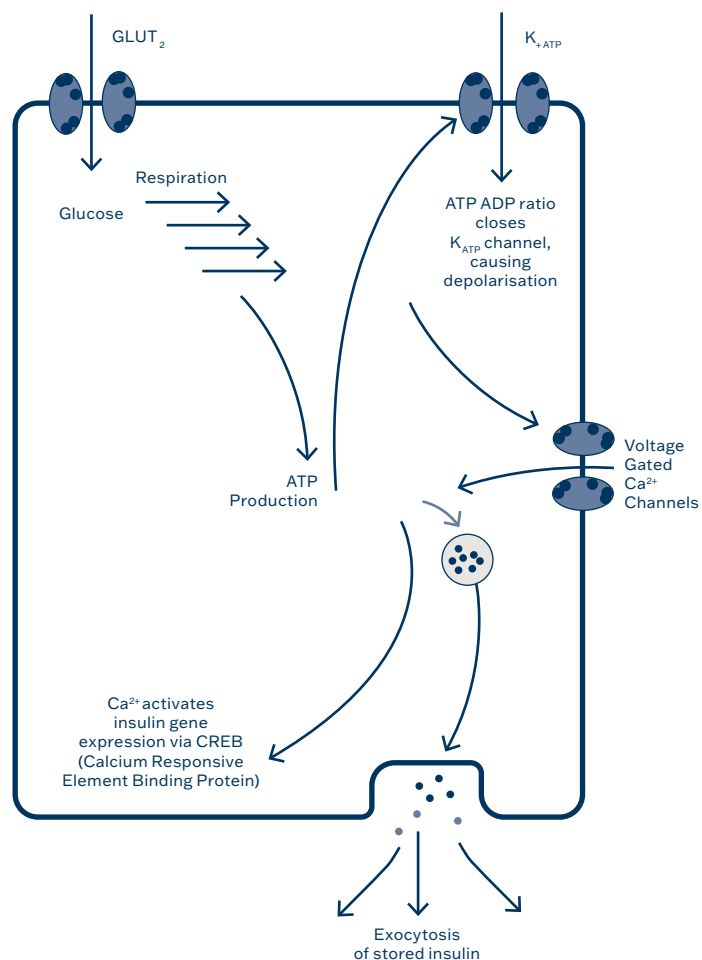 GLUT₂
K₊ATP
Respiration
Glucose
ATP ADP ratio
closes
K_ATP channel,
causing
depolarisation
Voltage
Gated
Ca²⁺
Channels
ATP
Production
Ca²⁺ activates
insulin gene
expression via CREB
(Calcium Responsive
Element Binding Protein)
Exocytosis
of stored insulin